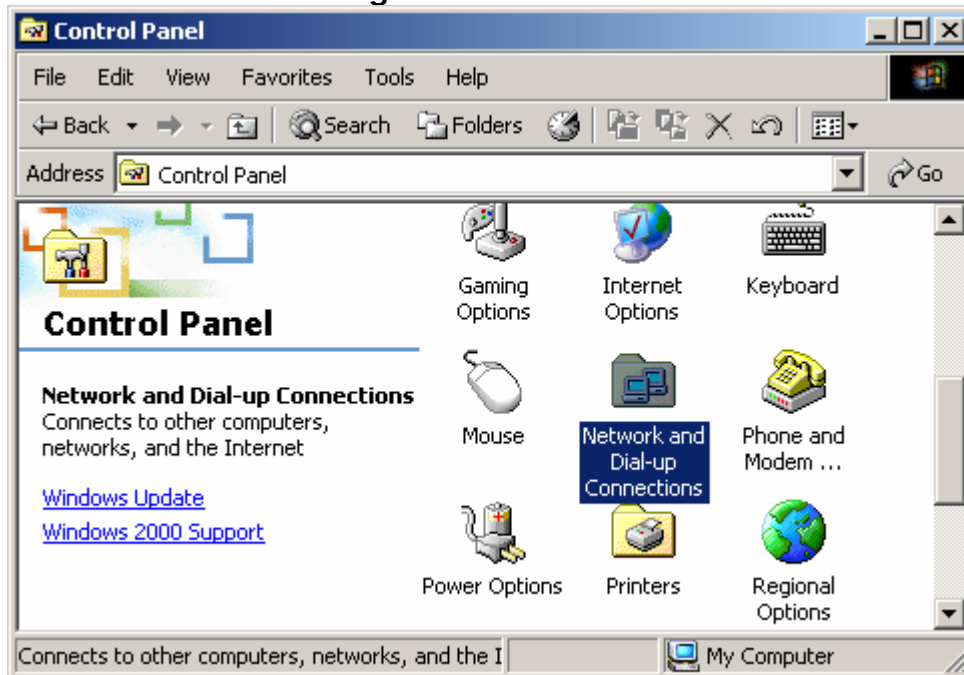 Control Panel
File Edit View Favorites Tools Help
Back Search Folders
Address Control Panel Go
Control Panel
Network and Dial-up Connections
Connects to other computers,
networks, and the Internet
Windows Update
Windows 2000 Support
Gaming
Options
Internet
Options
Keyboard
Mouse
Network and
Dial-up
Connections
Phone and
Modem ...
Power Options
Printers
Regional
Options
Connects to other computers, networks, and the I
My Computer